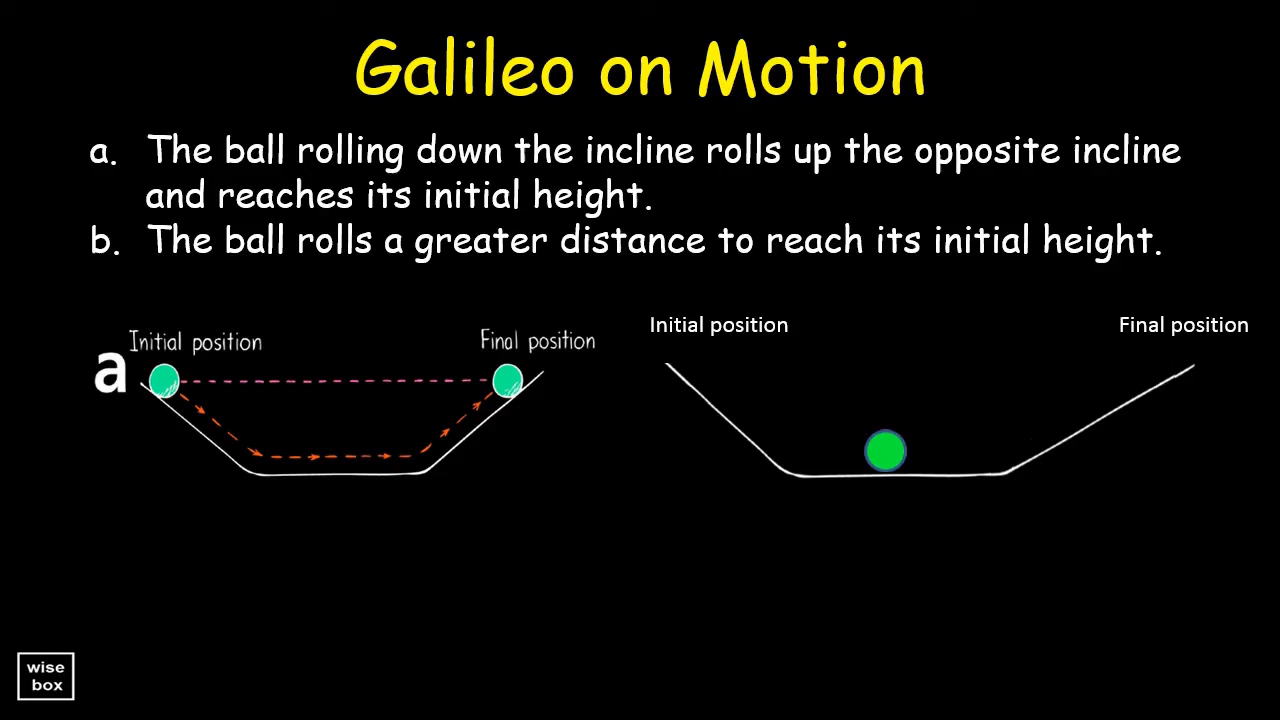 Galileo on Motion
a. The ball rolling down the incline rolls up the opposite incline
and reaches its initial height.
b. The ball rolls a greater distance to reach its initial height.
Initial position
Final position
Initial position
Final position
a
wise
box